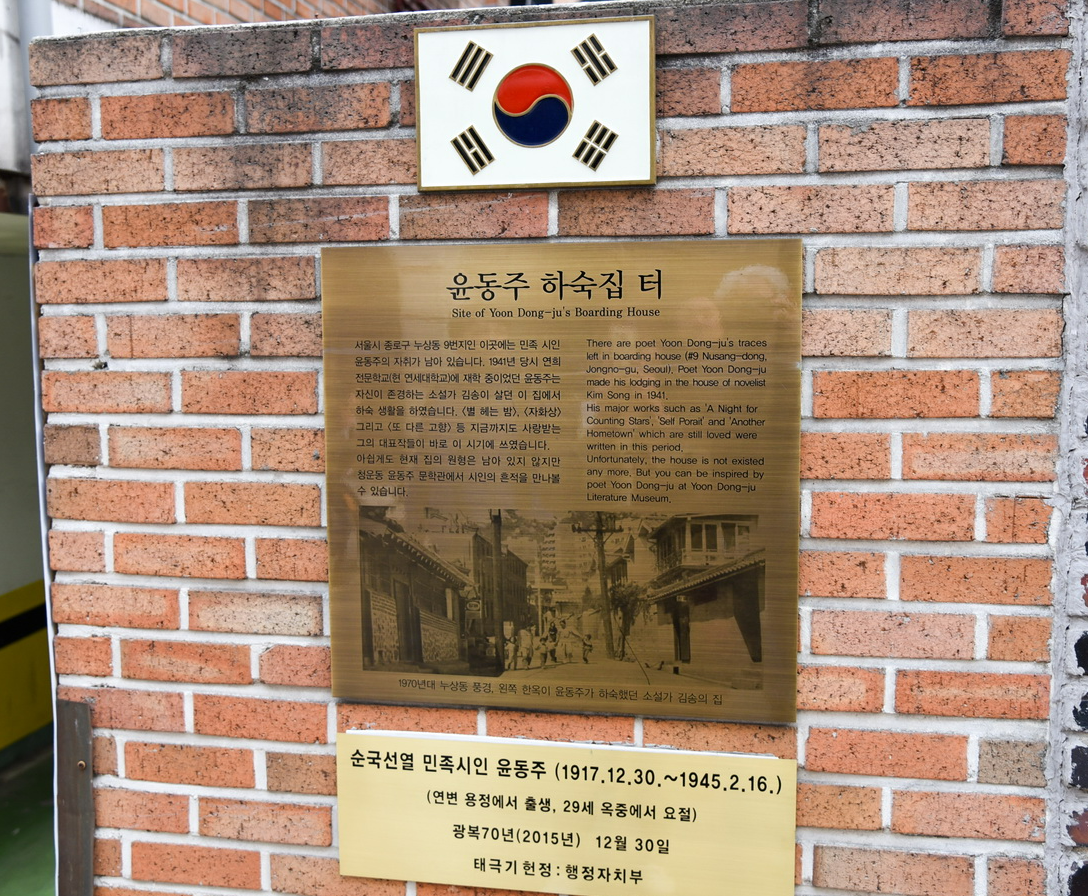 윤동주 하숙집 터
Site of Yoon Dong-ju's Boarding House
서울시 종로구 누상동 9번지인 이곳에는 민족 시인
윤동주의 자취가 남아 있습니다. 1941년 당시 연희
전문학교(현 연세대학교)에 재학 중이었던 윤동주는
자신이 존경하는 소설가 김송이 살던 이 집에서
하숙 생활을 하였습니다. <별 헤는 밤>, <자화상>
그리고 <또 다른 고향> 등 지금까지도 사랑받는
그의 대표작들이 바로 이 시기에 쓰였습니다.
아쉽게도 현재 집의 원형은 남아 있지 않지만
청운동 윤동주 문학관에서 시인의 흔적을 만나볼
수 있습니다.
There are poet Yoon Dong-ju's traces
left in boarding house (#9 Nusang-dong,
Jongno-gu, Seoul). Poet Yoon Dong-ju
made his lodging in the house of novelist
Kim Song in 1941.
His major works such as 'A Night for
Counting Stars', 'Self Porait' and 'Another
Hometown' which are still loved were
written in this period.
Unfortunately, the house is not existed
any more. But you can be inspired by
poet Yoon Dong-ju at Yoon Dong-ju
Literature Museum.
1970년대 누상동 풍경, 왼쪽 한옥이 윤동주가 하숙했던 소설가 김송의 집
순국선열 민족시인 윤동주 (1917.12.30.~1945.2.16.)
(연변 용정에서 출생, 29세 옥중에서 요절)
광복70년(2015년) 12월 30일
태극기 헌정 : 행정자치부